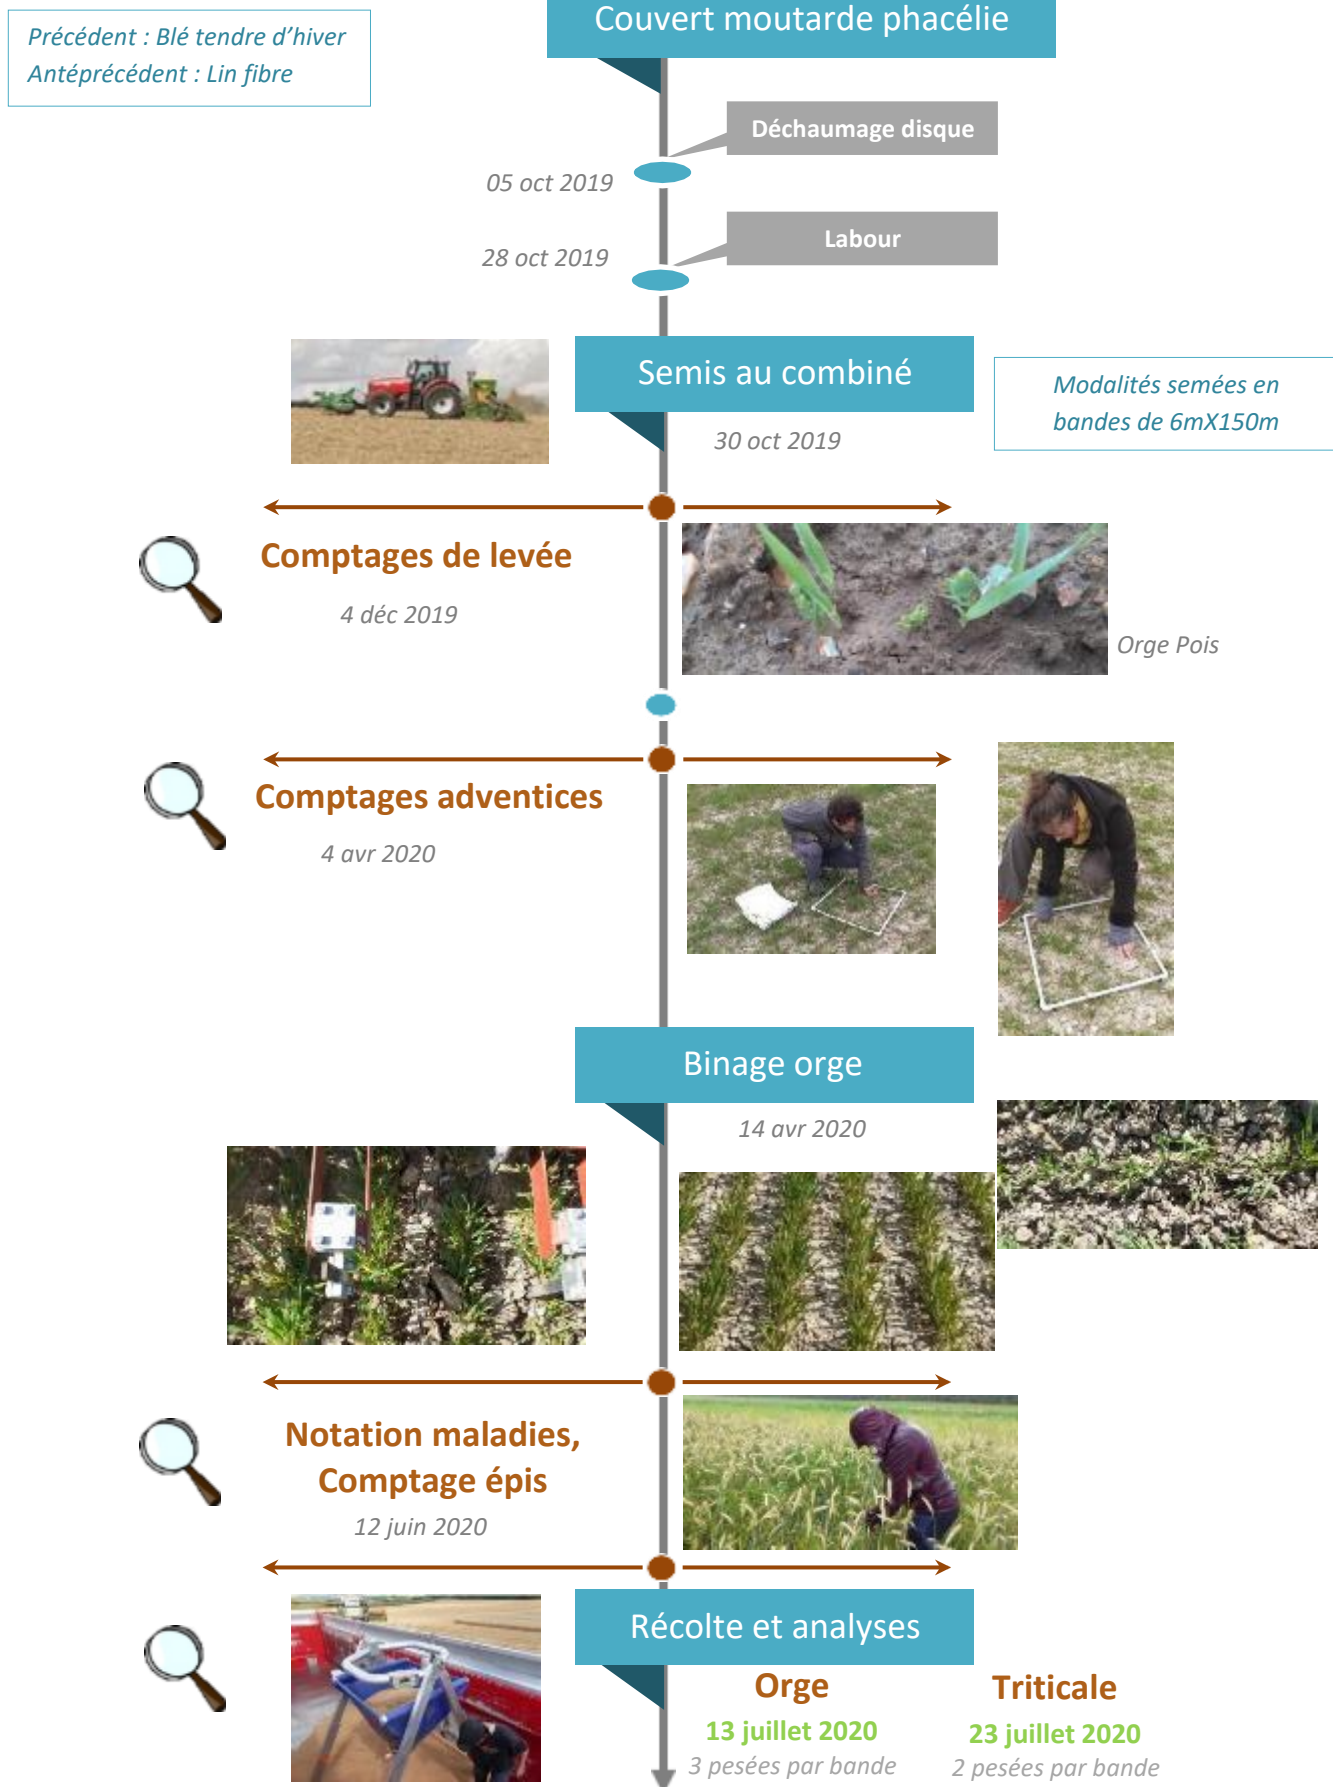 Couvert moutarde phacélie
Précédent : Blé tendre d'hiver
Antéprécédent : Lin fibre
Déchaumage disque
05 oct 2019
Labour
28 oct 2019
Semis au combiné
30 oct 2019
Modalités semées en
bandes de 6mX150m
Comptages de levée
4 déc 2019
Orge Pois
Comptages adventices
4 avr 2020
Binage orge
14 avr 2020
Notation maladies,
Comptage épis
12 juin 2020
Récolte et analyses
Orge
13 juillet 2020
3 pesées par bande
Triticale
23 juillet 2020
2 pesées par bande